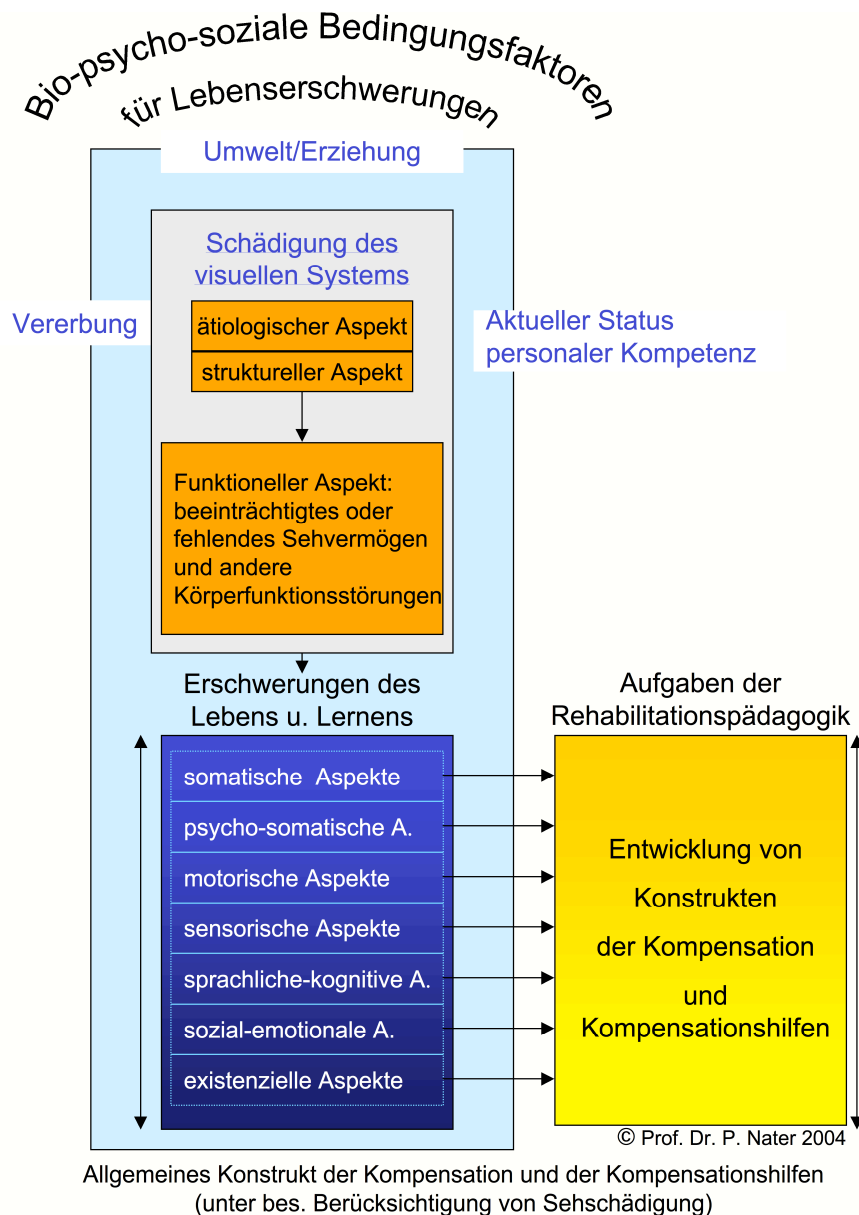 Bio-psycho-soziale Bedingungsfaktoren
für Lebenserschwerungen
Umwelt/Erziehung
Schädigung des
visuellen Systems
Vererbung
ätiologischer Aspekt
Aktueller Status
personaler Kompetenz
struktureller Aspekt
Funktioneller Aspekt:
beeinträchtigtes oder
fehlendes Sehvermögen
und andere
Körperfunktionsstörungen
Erschwerungen des
Lebens u. Lernens
Aufgaben der
Rehabilitationspädagogik
somatische Aspekte
psycho-somatische A.
motorische Aspekte
sensorische Aspekte
sprachliche-kognitive A.
sozial-emotionale A.
existenzielle Aspekte
Entwicklung von
Konstrukten
der Kompensation
und
Kompensationshilfen
© Prof. Dr. P. Nater 2004
Allgemeines Konstrukt der Kompensation und der Kompensationshilfen
(unter bes. Berücksichtigung von Sehschädigung)